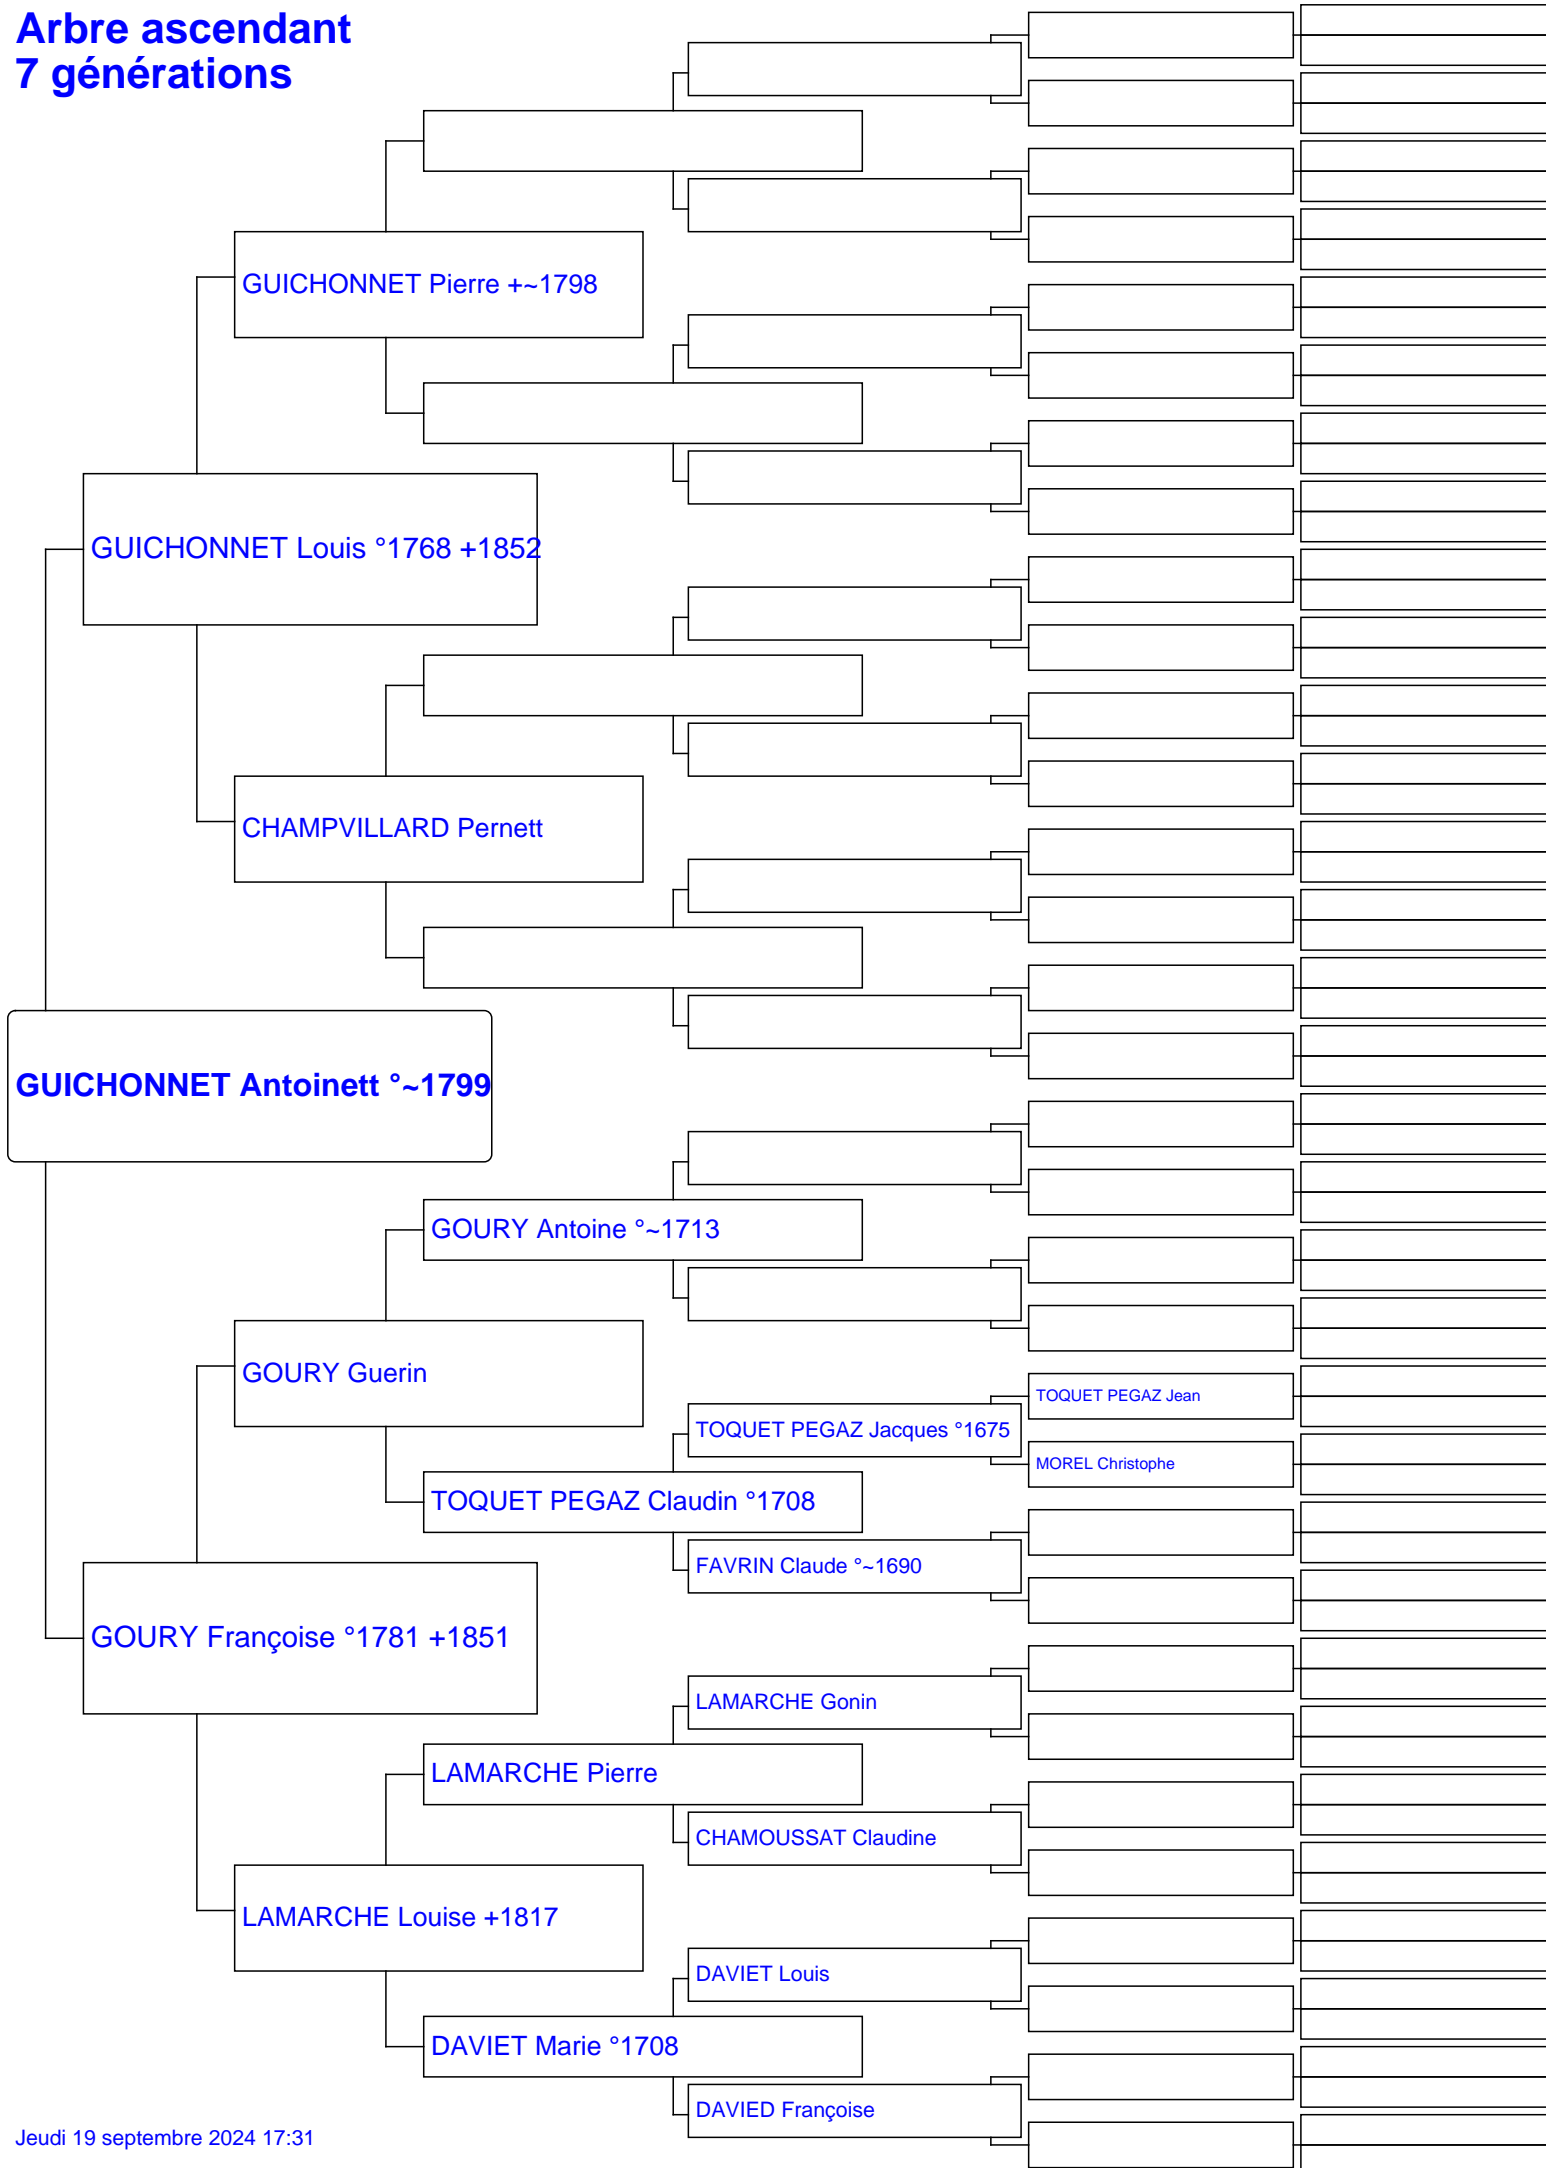 Arbre ascendant
7 générations
GUICHONNET Pierre +~1798
GUICHONNET Louis °1768 +1852
CHAMPVILLARD Pernett
GUICHONNET Antoinett °~1799
GOURY Antoine °~1713
GOURY Guerin
TOQUET PEGAZ Jean
TOQUET PEGAZ Jacques °1675
MOREL Christophe
TOQUET PEGAZ Claudin °1708
FAVRIN Claude °~1690
GOURY Françoise °1781 +1851
LAMARCHE Gonin
LAMARCHE Pierre
CHAMOUSSAT Claudine
LAMARCHE Louise +1817
DAVIET Louis
DAVIET Marie °1708
DAVIED Françoise
Jeudi 19 septembre 2024 17:31